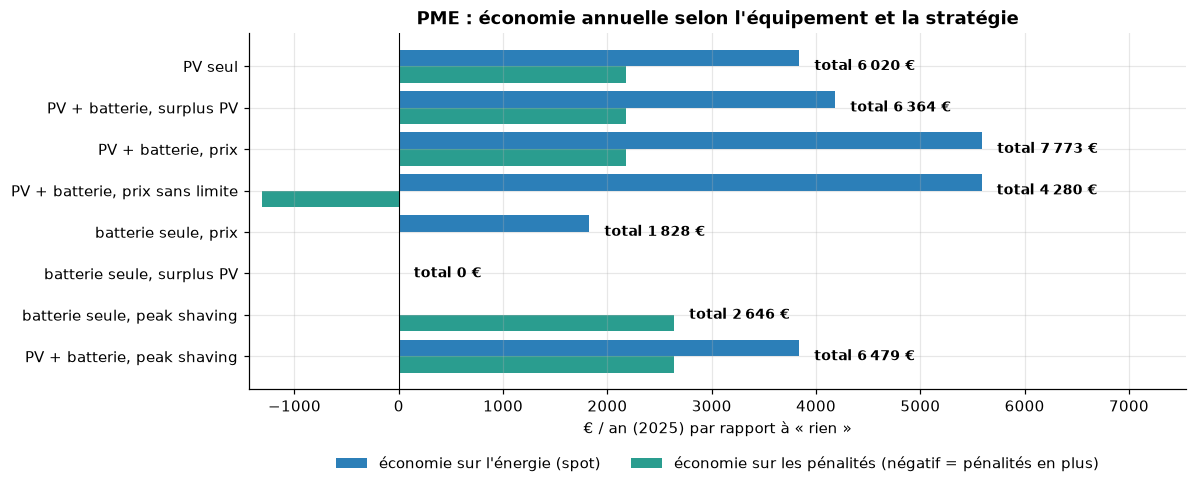 PME : économie annuelle selon l'équipement et la stratégie
PV seul
total 6 020 €
PV + batterie, surplus PV
total 6 364 €
PV + batterie, prix
total 7 773 €
PV + batterie, prix sans limite
total 4 280 €
batterie seule, prix
total 1 828 €
batterie seule, surplus PV
total 0 €
batterie seule, peak shaving
total 2 646 €
PV + batterie, peak shaving
total 6 479 €
−1000 0 1000 2000 3000 4000 5000 6000 7000
€ / an (2025) par rapport à « rien »
économie sur l'énergie (spot) économie sur les pénalités (négatif = pénalités en plus)